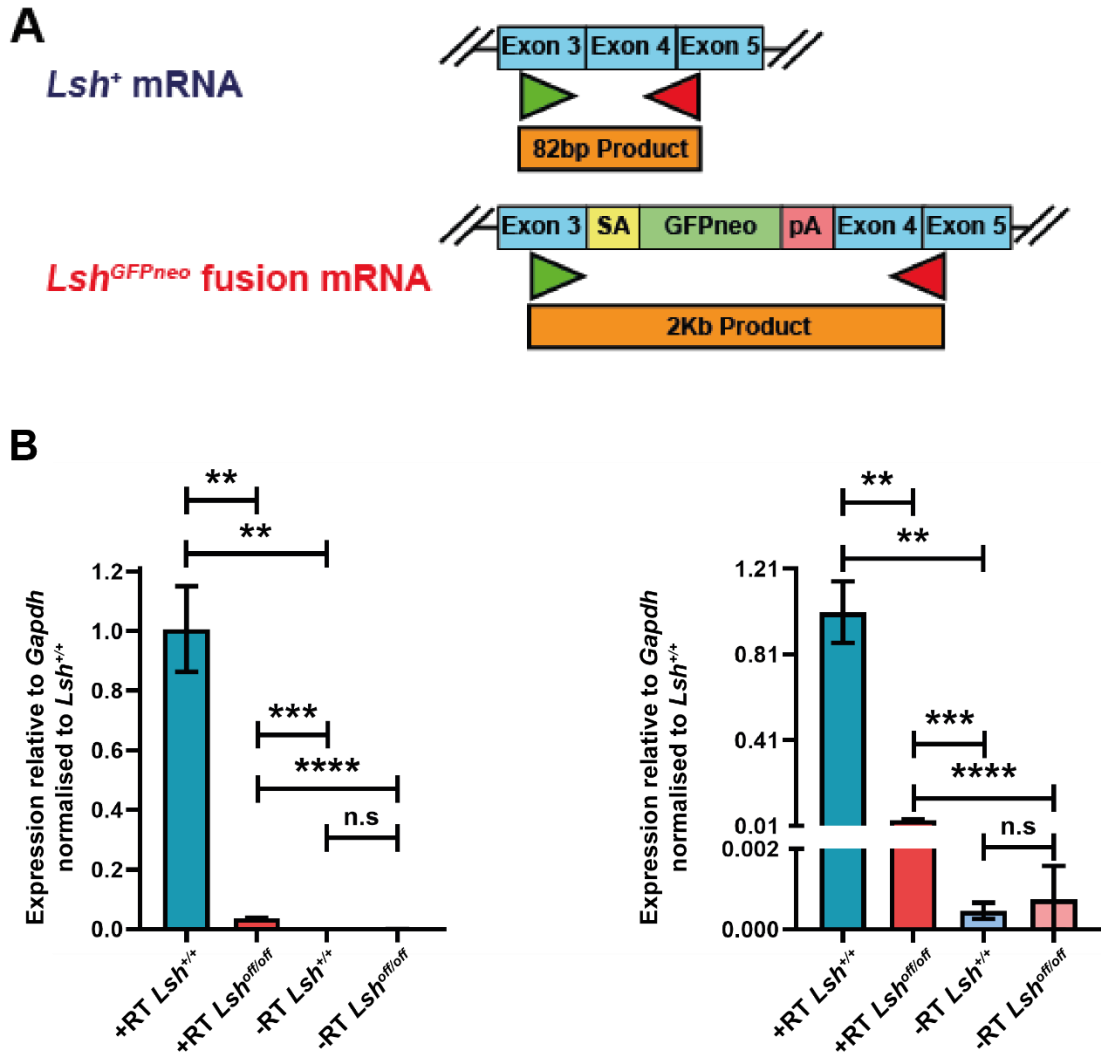 A
Exon 3 Exon 4 Exon 5
Lsh+ mRNA
82bp Product
Exon 3 SA GFPneo pA Exon 4 Exon 5
LshGFPneo fusion mRNA
2Kb Product
B
**
**
***
****
n.s
Expression relative to Gapdh
normalised to Lsh+/+
1.2
1.0
0.8
0.6
0.4
0.2
0.0
+RT Lsh+/+
+RT Lshoff/off
-RT Lsh+/+
-RT Lshoff/off
**
**
***
****
n.s
Expression relative to Gapdh
normalised to Lsh+/+
1.21
0.81
0.41
0.01
0.002
0.000
+RT Lsh+/+
+RT Lshoff/off
-RT Lsh+/+
-RT Lshoff/off